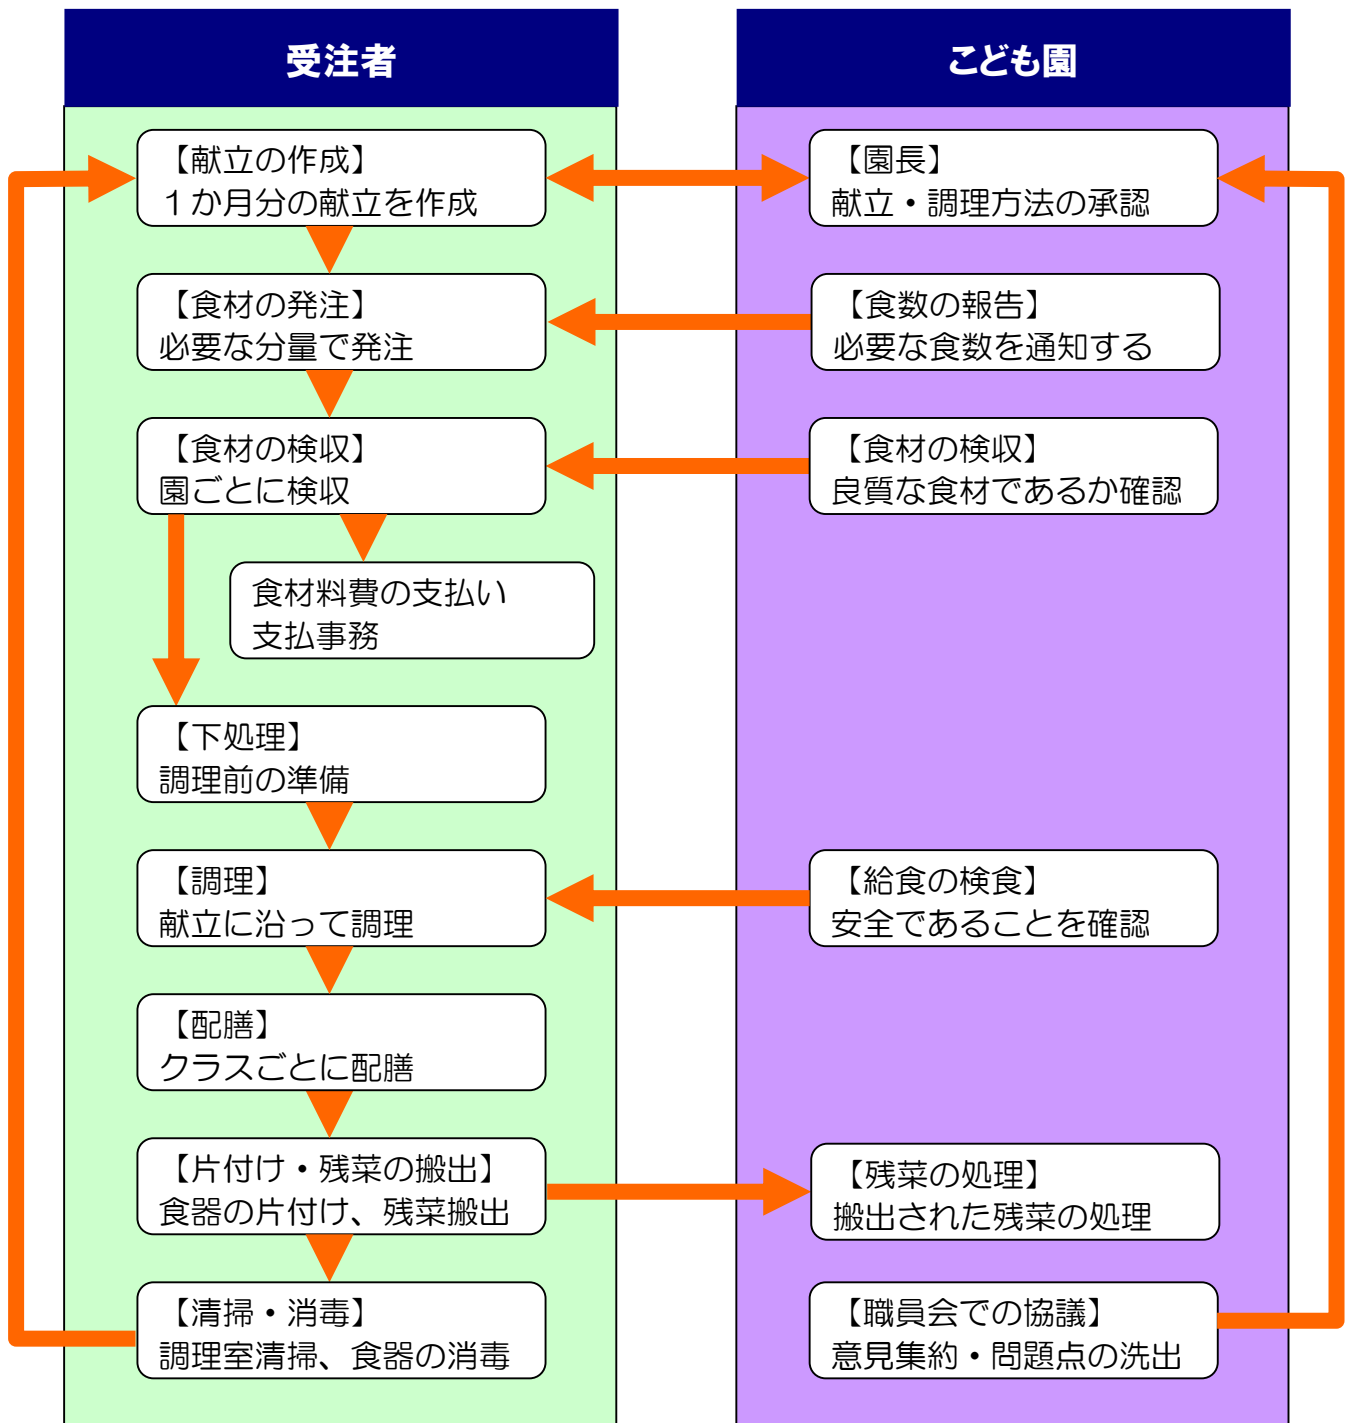 受注者
こども園
【献立の作成】
１か月分の献立を作成
【園長】
献立・調理方法の承認
【食材の発注】
必要な分量で発注
【食数の報告】
必要な食数を通知する
【食材の検収】
園ごとに検収
【食材の検収】
良質な食材であるか確認
食材料費の支払い
支払事務
【下処理】
調理前の準備
【調理】
献立に沿って調理
【給食の検食】
安全であることを確認
【配膳】
クラスごとに配膳
【片付け・残菜の搬出】
食器の片付け、残菜搬出
【残菜の処理】
搬出された残菜の処理
【清掃・消毒】
調理室清掃、食器の消毒
【職員会での協議】
意見集約・問題点の洗出